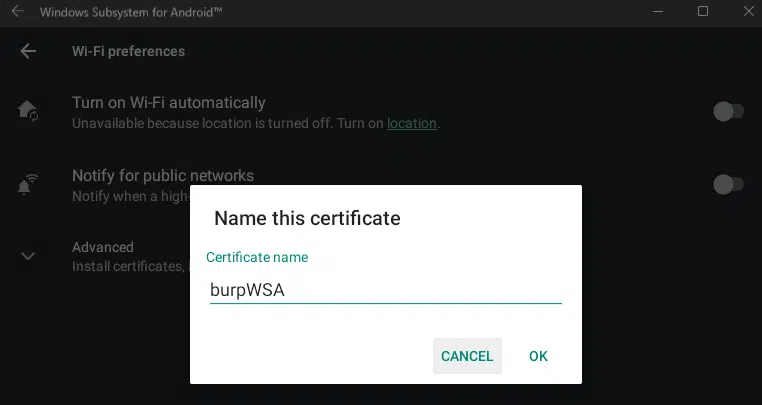 Windows Subsystem for Android™
Wi-Fi preferences
Turn on Wi-Fi automatically
Unavailable because location is turned off. Turn on location.
Notify for public networks
Notify when a high-
Name this certificate
Advanced
Certificate name
Install certificates,
burpWSA
CANCEL OK